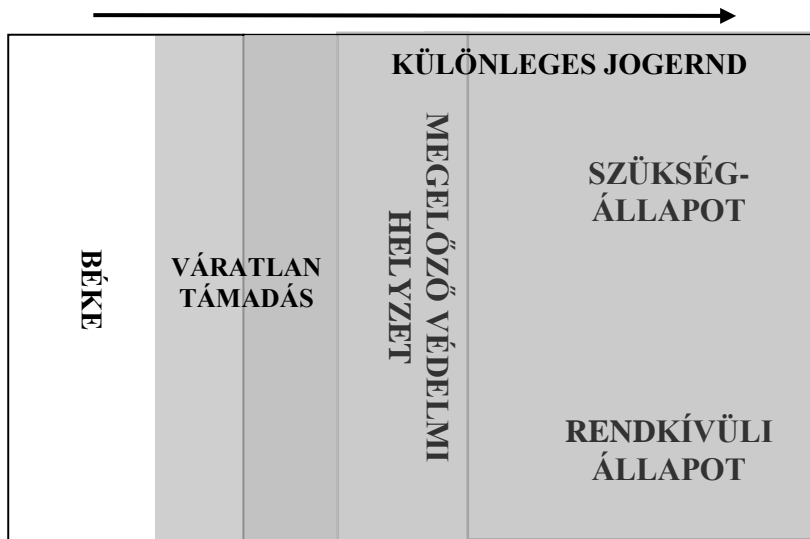 KÜLÖNLEGES JOGERND
BÉKE
VÁRATLAN
TÁMADÁS
MEGELŐZŐ VÉDELMI
HELYZET
SZÜKSÉG-
ÁLLAPOT
RENDKÍVÜLI
ÁLLAPOT